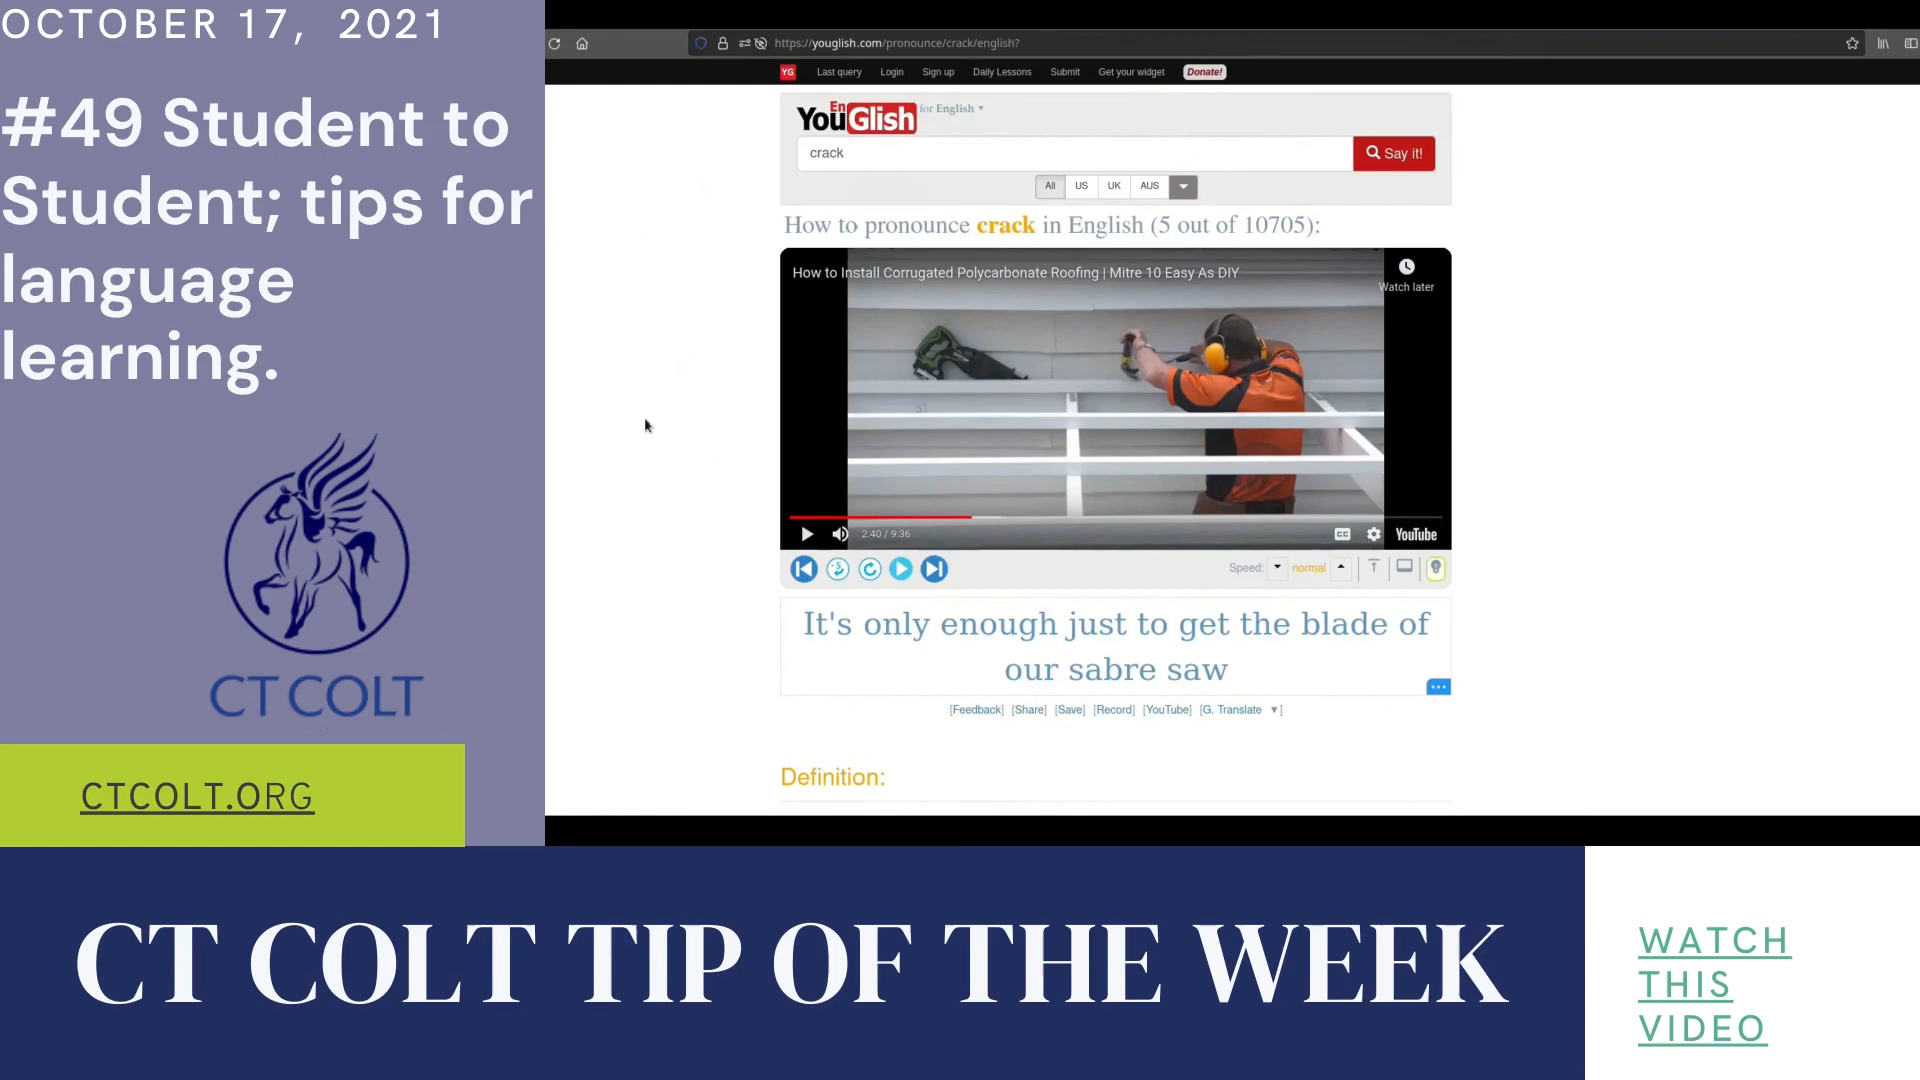 OCTOBER 17, 2021
#49 Student to
Student; tips for
language
learning.
CT COLT
CTCOLT.ORG
https://youglish.com/pronounce/crack/english?
YG Last query Login Sign up Daily Lessons Submit Get your widget Donate!
En
YouGlish for English ▾
crack
Say it!
All US UK AUS
How to pronounce crack in English (5 out of 10705):
How to Install Corrugated Polycarbonate Roofing | Mitre 10 Easy As DIY
Watch later
2:40 / 9:36
CC
YouTube
5
Speed: normal
It's only enough just to get the blade of
our sabre saw
[Feedback] [Share] [Save] [Record] [YouTube] [G. Translate ▼]
Definition:
CT COLT TIP OF THE WEEK
WATCH
THIS
VIDEO